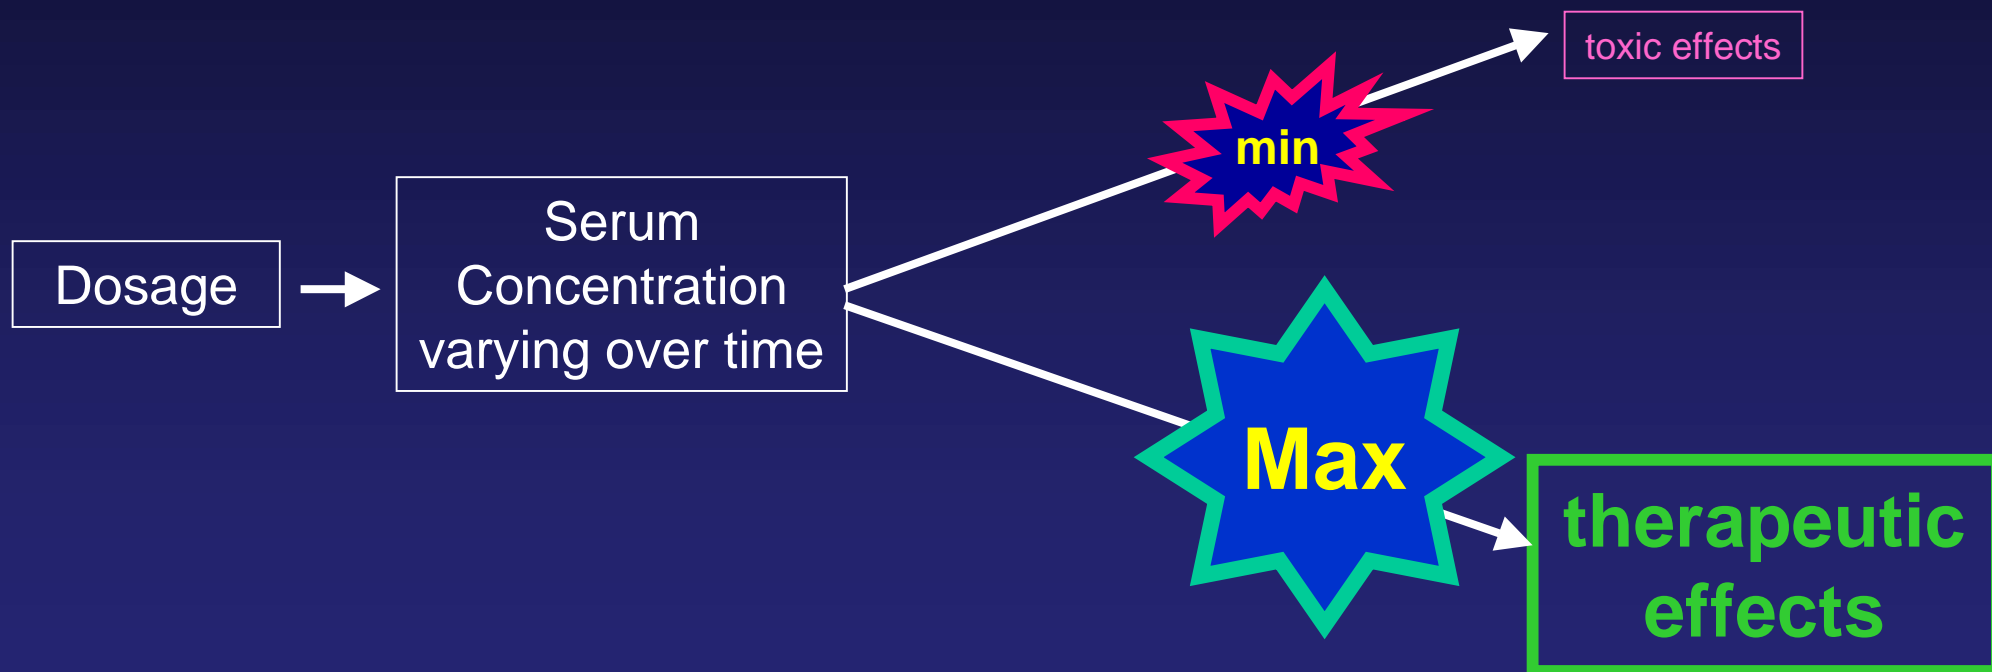 toxic effects
min
Dosage
Serum
Concentration
varying over time
Max
therapeutic
effects